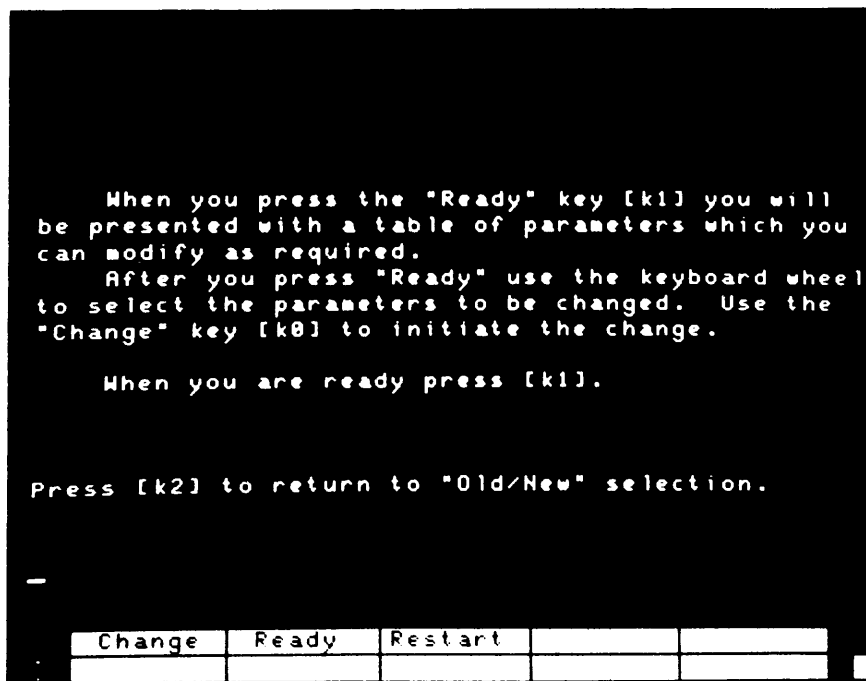 When you press the "Ready" key [k1] you will
be presented with a table of parameters which you
can modify as required.
After you press "Ready" use the keyboard wheel
to select the parameters to be changed. Use the
"Change" key [k0] to initiate the change.
When you are ready press [k1].
Press [k2] to return to "Old/New" selection.
Change Ready Restart